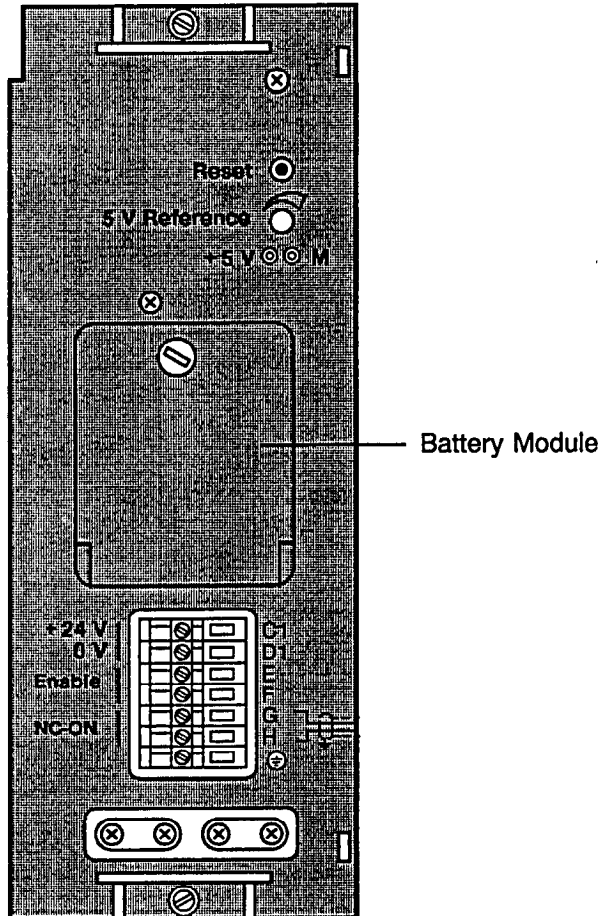 Reset
5 V Reference
+5 V M
Battery Module
+24 V C1
0 V D1
Enable E
F
NC-ON G
H